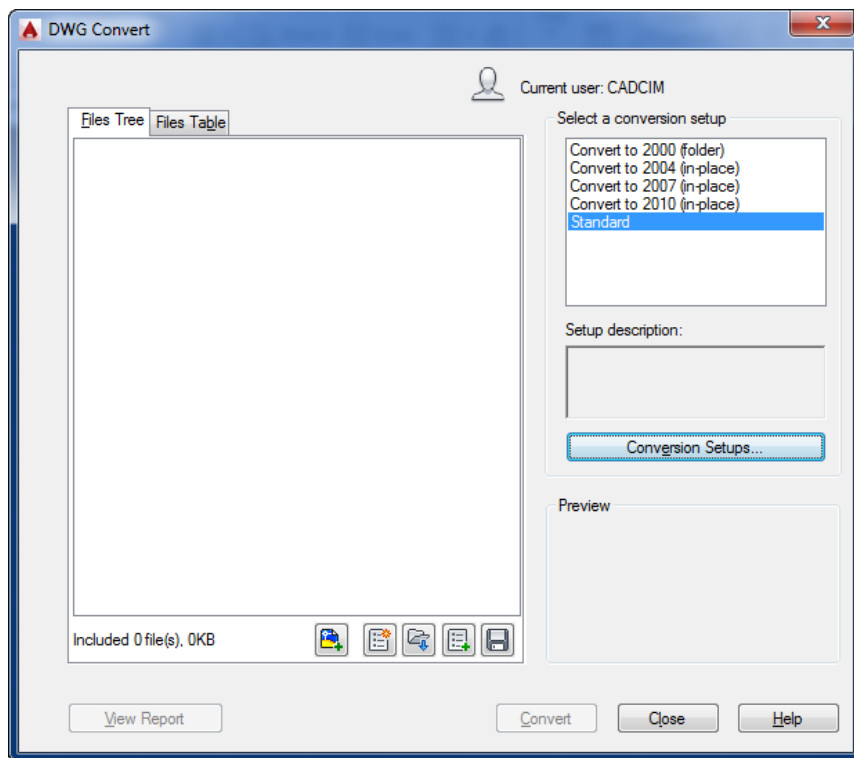 DWG Convert
Current user: CADCIM
Files Tree
Files Table
Select a conversion setup
Convert to 2000 (folder)
Convert to 2004 (in-place)
Convert to 2007 (in-place)
Convert to 2010 (in-place)
Standard
Setup description:
Conversion Setups...
Preview
Included 0 file(s), 0KB
View Report
Convert
Close
Help